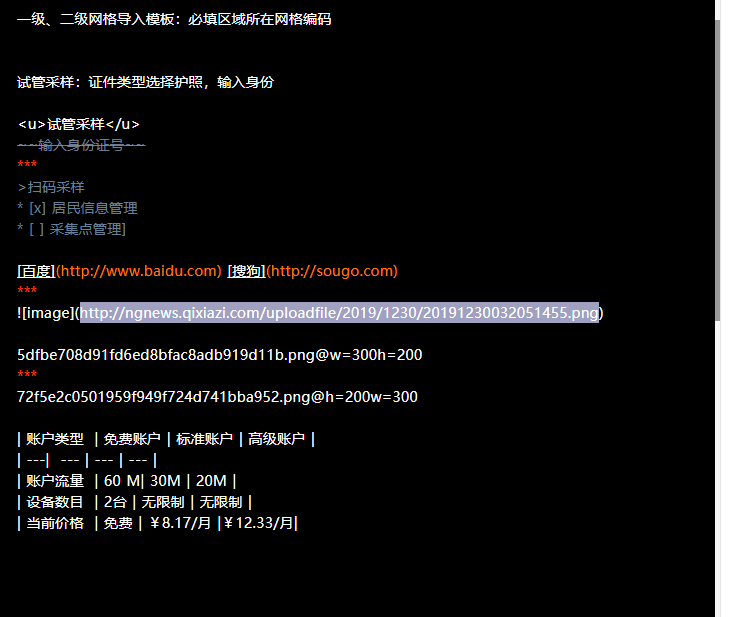 一级、二级网格导入模板：必填区域所在网格编码
试管采样：证件类型选择护照，输入身份
<u>试管采样</u>
~~输入身份证号~~
***
>扫码采样
* [x] 居民信息管理
* [ ] 采集点管理]
[百度](http://www.baidu.com) [搜狗](http://sougo.com)
***
![image](http://ngnews.qixiazi.com/uploadfile/2019/1230/20191230032051455.png)
5dfbe708d91fd6ed8bfac8adb919d11b.png@w=300h=200
***
72f5e2c0501959f949f724d741bba952.png@h=200w=300
| 账户类型  | 免费账户 | 标准账户 | 高级账户 |
| ---|  --- | --- | --- |
| 账户流量  | 60 M| 30M | 20M |
| 设备数目  | 2台 | 无限制 | 无限制 |
| 当前价格  | 免费 | ￥8.17/月 |￥12.33/月|